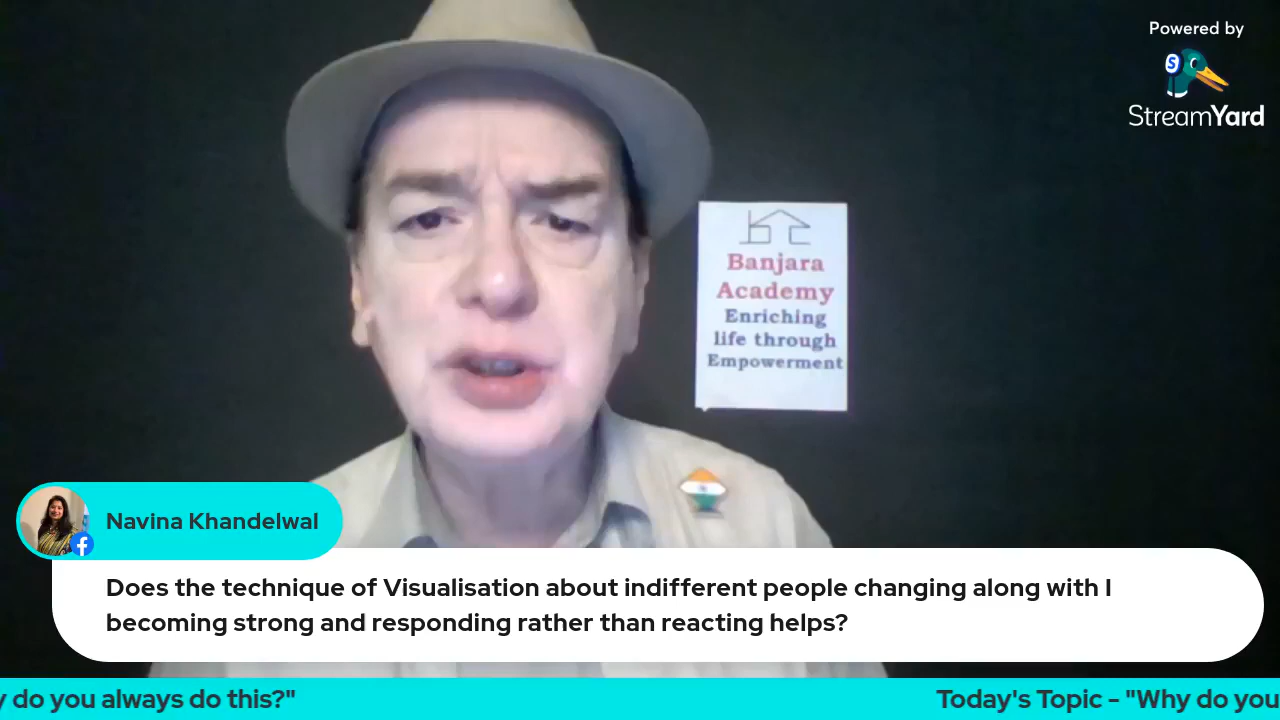 Powered by
StreamYard
Banjara
Academy
Enriching
life through
Empowerment
Navina Khandelwal
Does the technique of Visualisation about indifferent people changing along with I
becoming strong and responding rather than reacting helps?
y do you always do this?" Today's Topic - "Why do you